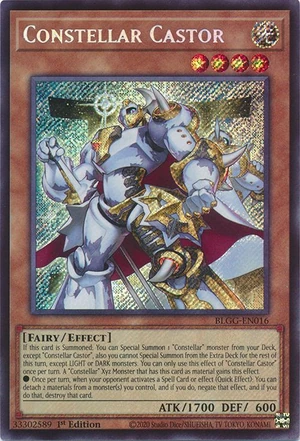 CONSTELLAR CASTOR
BLGG-EN016
[FAIRY/EFFECT]
If this card is Summoned: You can Special Summon 1 "Constellar" monster from your Deck,
except "Constellar Castor", also you cannot Special Summon from the Extra Deck for the rest of
this turn, except LIGHT or DARK monsters. You can only use this effect of "Constellar Castor"
once per turn. A "Constellar" Xyz Monster that has this card as material gains this effect.
● Once per turn, when your opponent activates a Spell Card or effect (Quick Effect): You can
detach 2 materials from a monster(s) you control, and if you do, negate that effect, and if you
do that, destroy that card.
ATK/1700 DEF/ 600
33302589 1st Edition ©2020 Studio Dice/SHUEISHA, TV TOKYO, KONAMI